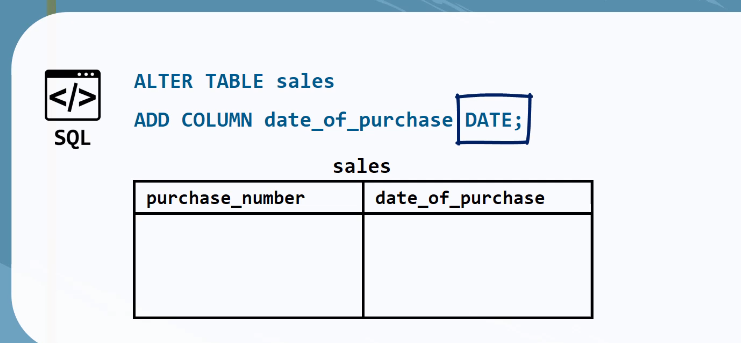 ALTER TABLE sales
</>
ADD COLUMN date_of_purchase DATE;
SQL
sales
purchase_number date_of_purchase